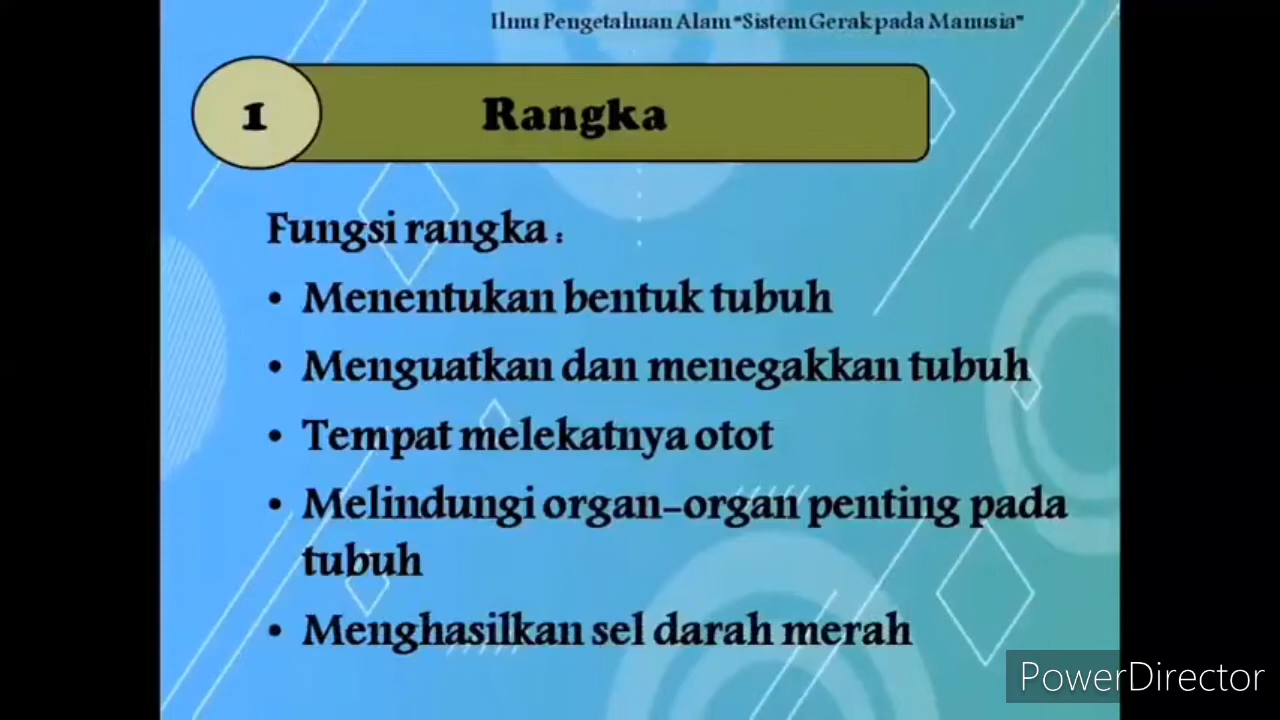 Ilmu Pengetahuan Alam "Sistem Gerak pada Manusia"
1
Rangka
Fungsi rangka :
• Menentukan bentuk tubuh
• Menguatkan dan menegakkan tubuh
• Tempat melekatnya otot
• Melindungi organ-organ penting pada
tubuh
• Menghasilkan sel darah merah
PowerDirector